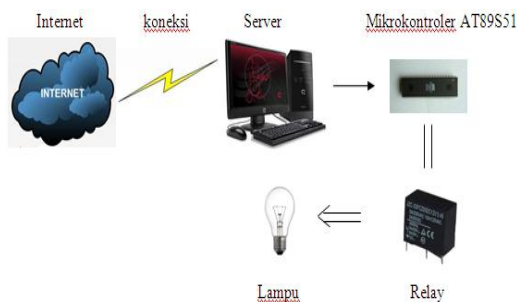 Internet
koneksi
Server
Mikrokontroler AT89S51
INTERNET
Lampu
Relay